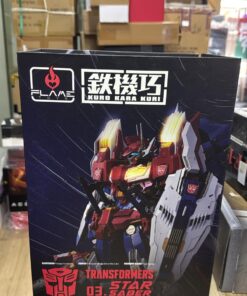 FLAME
鉄機巧
KURO KARA KURI
TRANSFORMERS
03. STAR
SABER